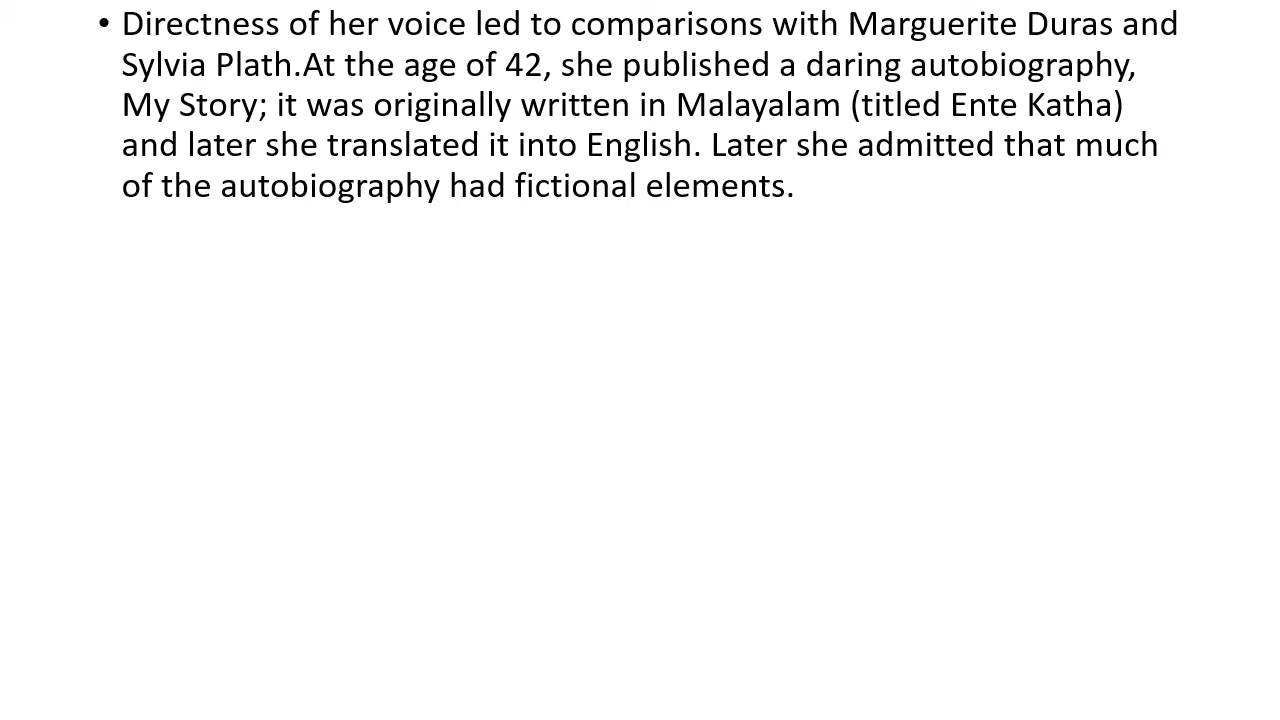 • Directness of her voice led to comparisons with Marguerite Duras and
Sylvia Plath.At the age of 42, she published a daring autobiography,
My Story; it was originally written in Malayalam (titled Ente Katha)
and later she translated it into English. Later she admitted that much
of the autobiography had fictional elements.